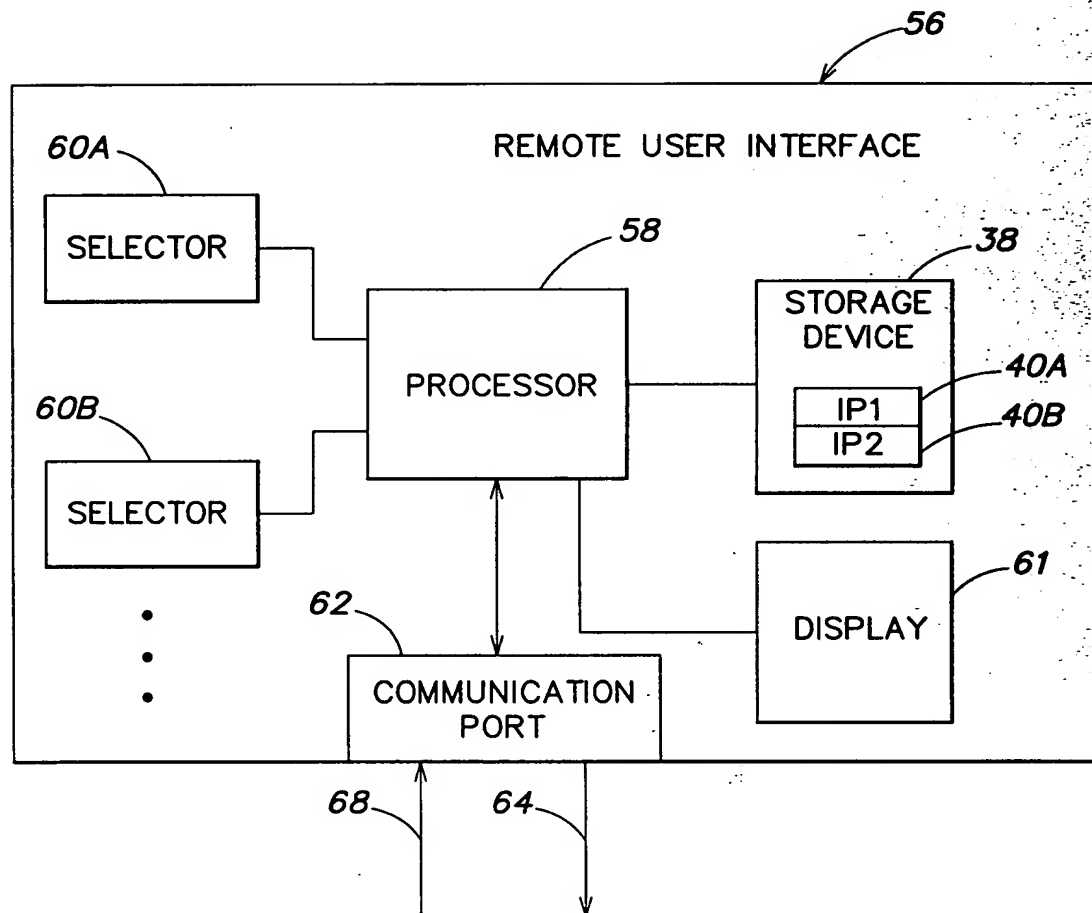 56
REMOTE USER INTERFACE
60A
SELECTOR
58
PROCESSOR
38
STORAGE
DEVICE
40A
IP1
40B
IP2
60B
SELECTOR
61
DISPLAY
62
COMMUNICATION
PORT
68
64